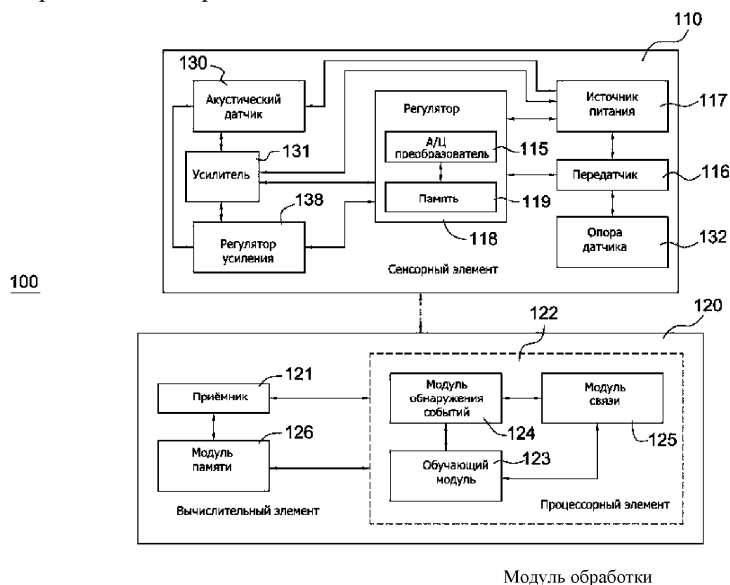 110
130
Акустический
датчик
Регулятор
Источник
питания
117
131
А/Ц
преобразователь
115
Усилитель
116
Передатчик
138
Память
119
Регулятор
усиления
118
Опора
датчика
132
Сенсорный элемент
100
120
122
121
Приёмник
Модуль
обнаружения
событий
Модуль
связи
124
125
126
Модуль
памяти
123
Обучающий
модуль
Вычислительный элемент
Процессорный элемент
Модуль обработки